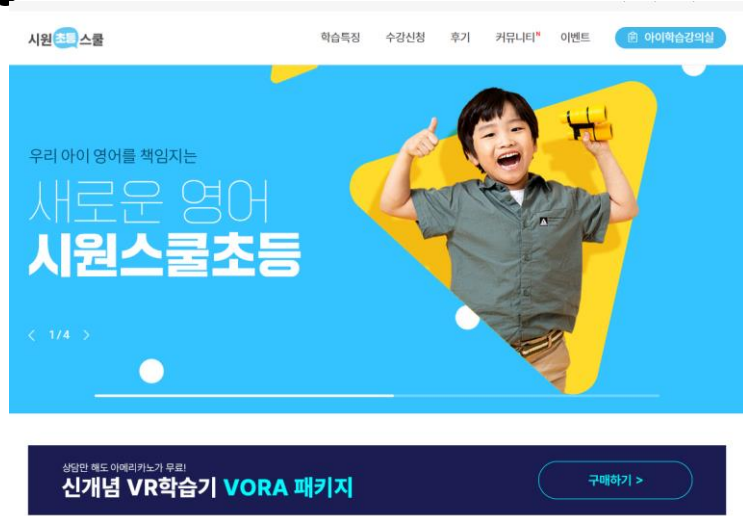 시원 초등 스쿨
학습특징 수강신청 후기 커뮤니티 N 이벤트 아이학습강의실
우리 아이 영어를 책임지는
새로운 영어
시원스쿨초등
< 1/4 >
상담만 해도 아메리카노가 무료!
신개념 VR학습기 VORA 패키지
구매하기 >